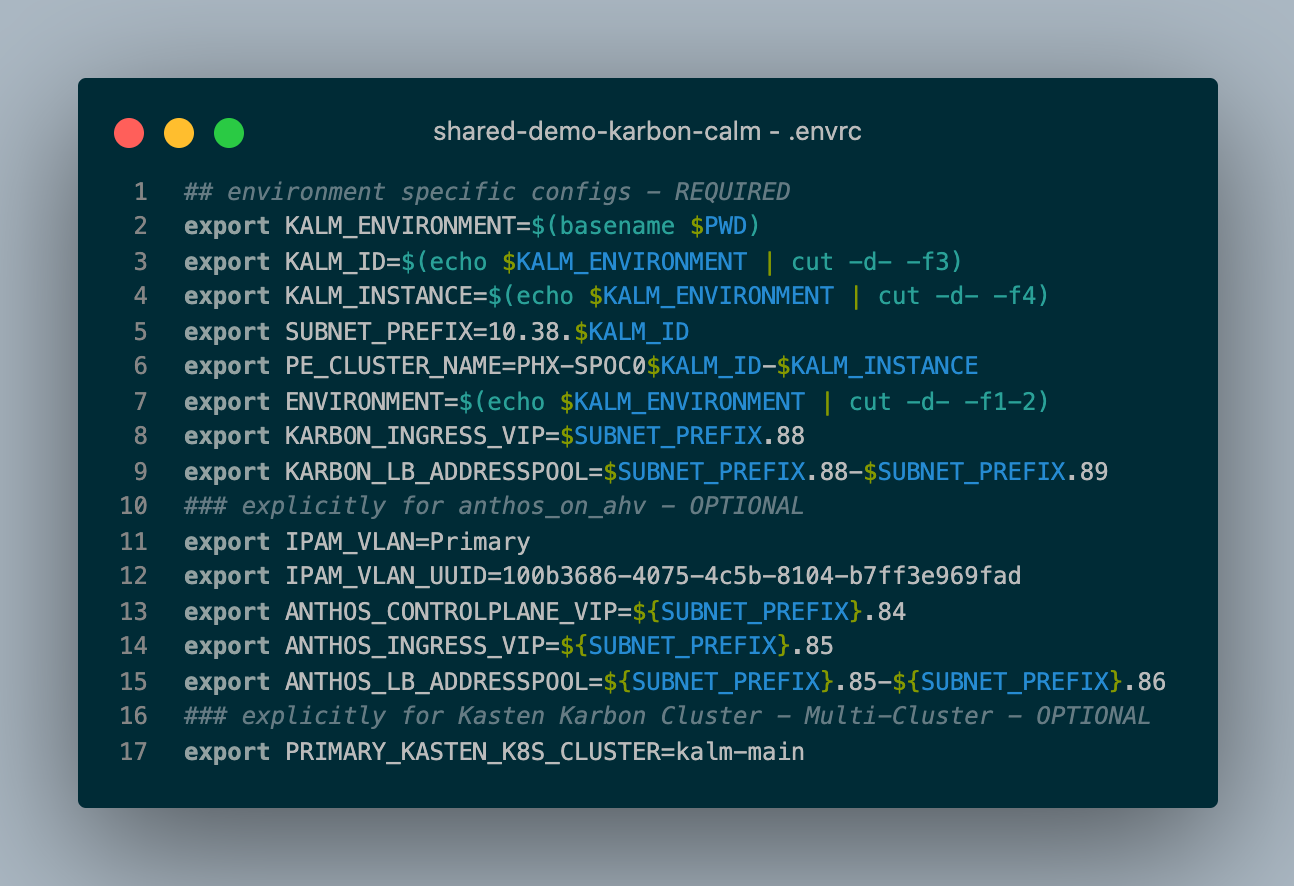 shared-demo-karbon-calm - .envrc
1 ## environment specific configs - REQUIRED
2 export KALM_ENVIRONMENT=$(basename $PWD)
3 export KALM_ID=$(echo $KALM_ENVIRONMENT | cut -d- -f3)
4 export KALM_INSTANCE=$(echo $KALM_ENVIRONMENT | cut -d- -f4)
5 export SUBNET_PREFIX=10.38.$KALM_ID
6 export PE_CLUSTER_NAME=PHX-SPOC0$KALM_ID-$KALM_INSTANCE
7 export ENVIRONMENT=$(echo $KALM_ENVIRONMENT | cut -d- -f1-2)
8 export KARBON_INGRESS_VIP=$SUBNET_PREFIX.88
9 export KARBON_LB_ADDRESSPOOL=$SUBNET_PREFIX.88-$SUBNET_PREFIX.89
10 ### explicitly for anthos_on_ahv - OPTIONAL
11 export IPAM_VLAN=Primary
12 export IPAM_VLAN_UUID=100b3686-4075-4c5b-8104-b7ff3e969fad
13 export ANTHOS_CONTROLPLANE_VIP=${SUBNET_PREFIX}.84
14 export ANTHOS_INGRESS_VIP=${SUBNET_PREFIX}.85
15 export ANTHOS_LB_ADDRESSPOOL=${SUBNET_PREFIX}.85-${SUBNET_PREFIX}.86
16 ### explicitly for Kasten Karbon Cluster - Multi-Cluster - OPTIONAL
17 export PRIMARY_KASTEN_K8S_CLUSTER=kalm-main